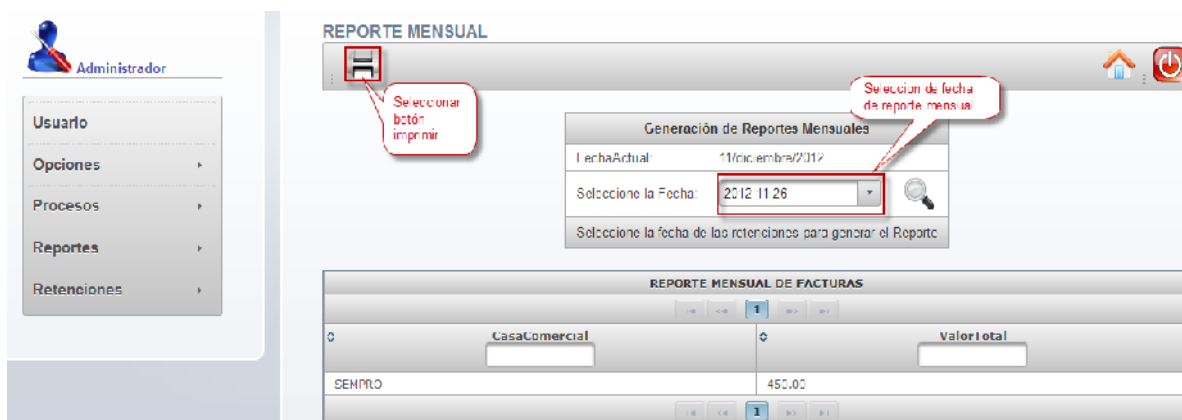 REPORTE MENSUAL
Administrador
Seleccionar
botón
imprimir
Seleccion de fecha
de reporte mensual
Usuario
Opciones
Procesos
Reportes
Retenciones
Generación de Reportes Mensuales
FechaActual: 11/diciembre/2012
Seleccione la Fecha: 2012-11-26
Seleccione la fecha de las retenciones para generar el Reporte
REPORTE MENSUAL DE FACTURAS
1
CasaComercial ValorTotal
SEMPRO 450.00
1